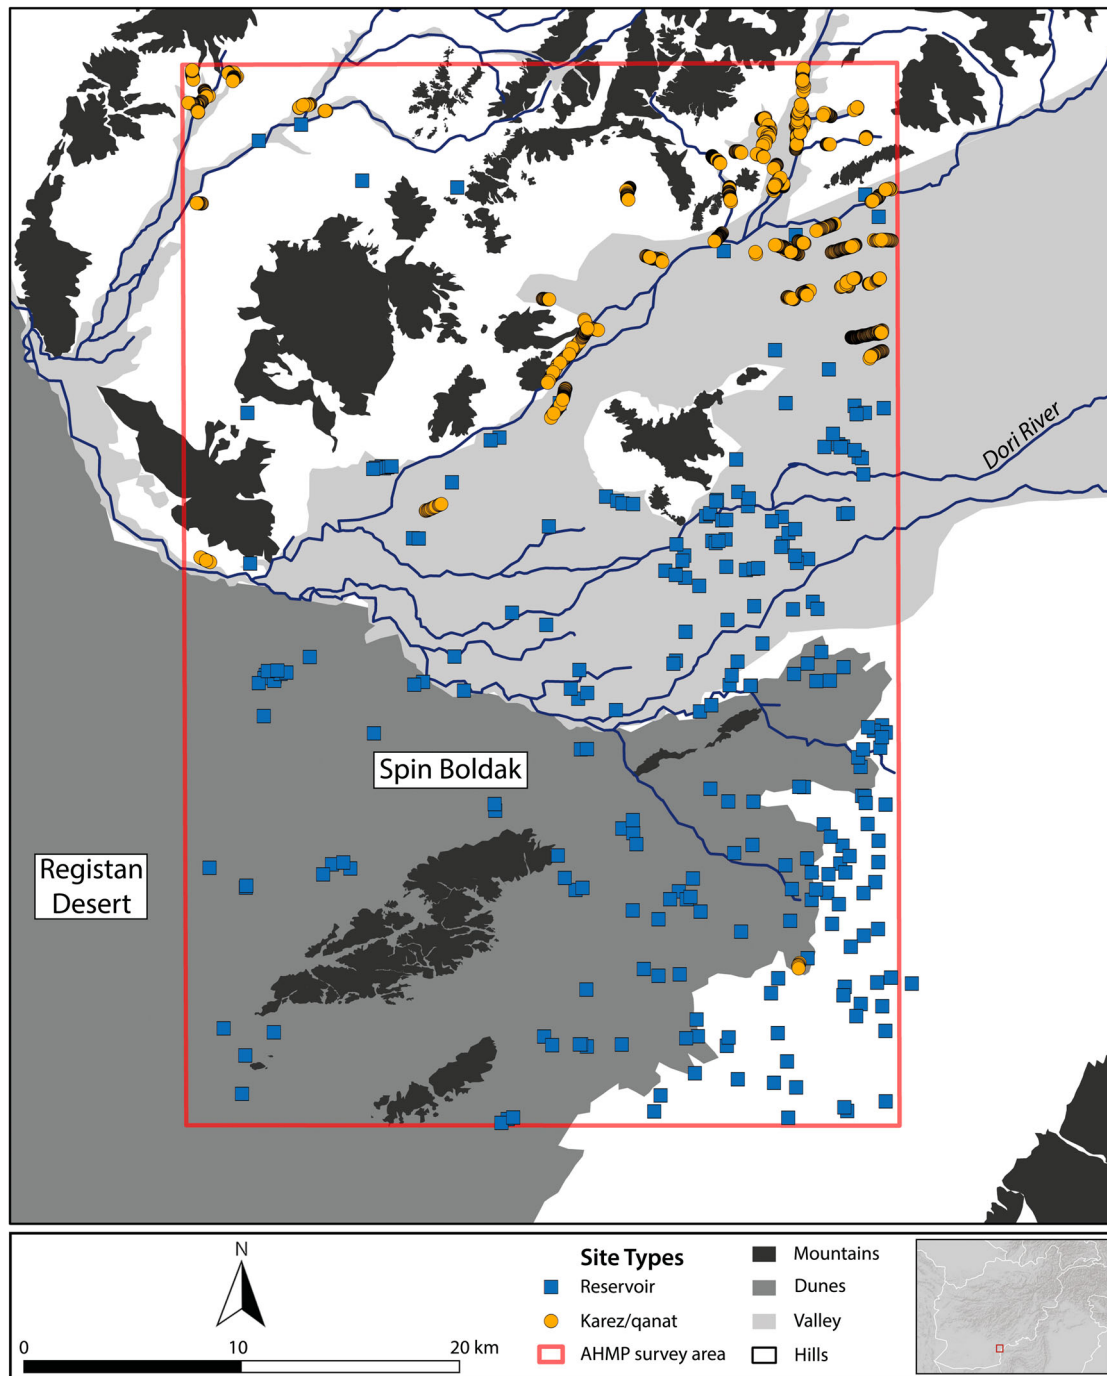 Dori River
Spin Boldak
Registan
Desert
N
0 10 20 km
Site Types
Reservoir
Karez/qanat
AHMP survey area
Mountains
Dunes
Valley
Hills